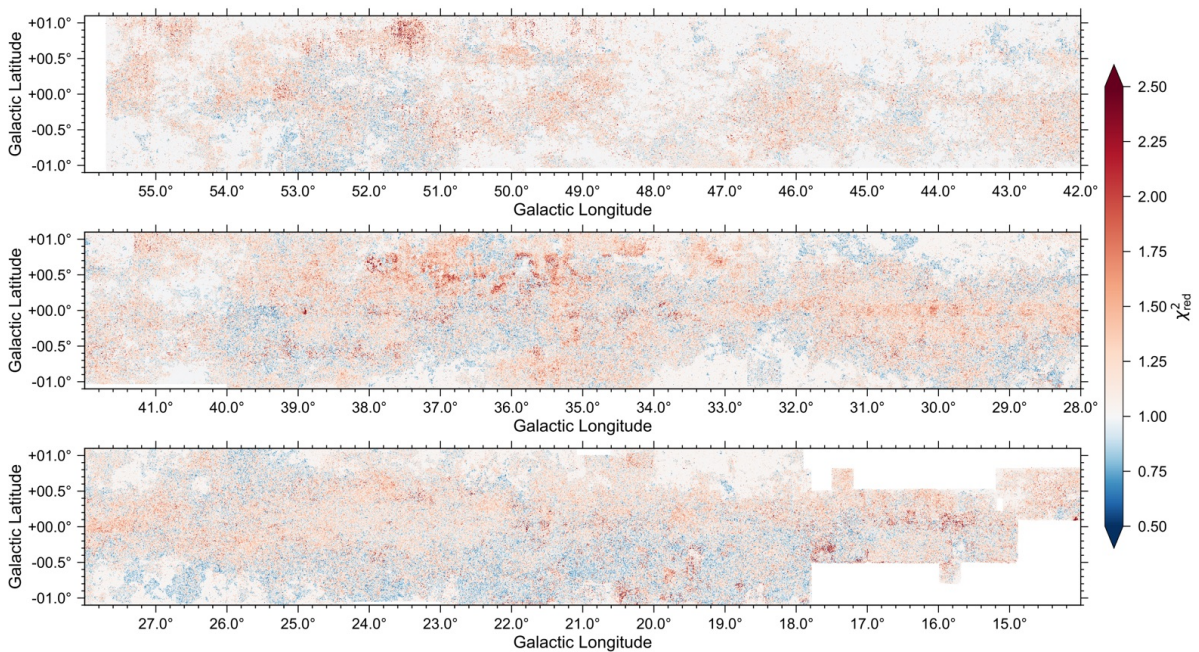 +01.0°
+00.5°
+00.0°
-00.5°
-01.0°
Galactic Latitude
55.0° 54.0° 53.0° 52.0° 51.0° 50.0° 49.0° 48.0° 47.0° 46.0° 45.0° 44.0° 43.0° 42.0°
Galactic Longitude
+01.0°
+00.5°
+00.0°
-00.5°
-01.0°
Galactic Latitude
41.0° 40.0° 39.0° 38.0° 37.0° 36.0° 35.0° 34.0° 33.0° 32.0° 31.0° 30.0° 29.0° 28.0°
Galactic Longitude
+01.0°
+00.5°
+00.0°
-00.5°
-01.0°
Galactic Latitude
27.0° 26.0° 25.0° 24.0° 23.0° 22.0° 21.0° 20.0° 19.0° 18.0° 17.0° 16.0° 15.0°
Galactic Longitude
2.50
2.25
2.00
1.75
1.50
1.25
1.00
0.75
0.50
χ²red